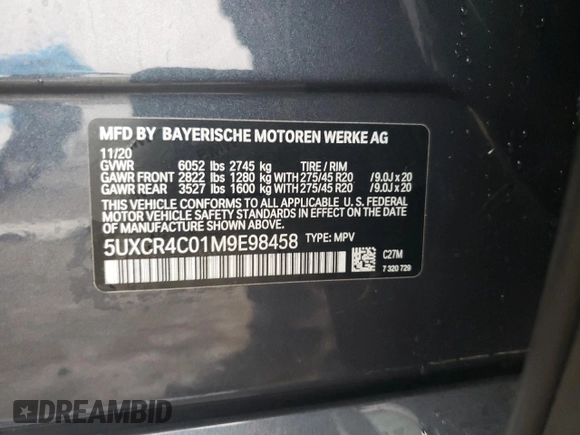 MFD BY BAYERISCHE MOTOREN WERKE AG
11/20
GVWR 6052 lbs 2745 kg TIRE / RIM
GAWR FRONT 2822 lbs 1280 kg WITH 275/45 R20 /9.0J x 20
GAWR REAR 3527 lbs 1600 kg WITH 275/45 R20 /9.0J x 20
THIS VEHICLE CONFORMS TO ALL APPLICABLE U. S. FEDERAL
MOTOR VEHICLE SAFETY STANDARDS IN EFFECT ON THE DATE
OF MANUFACTURE SHOWN ABOVE.
5UXCR4C01M9E98458 TYPE: MPV
C27M
7 320 729
DREAMBID